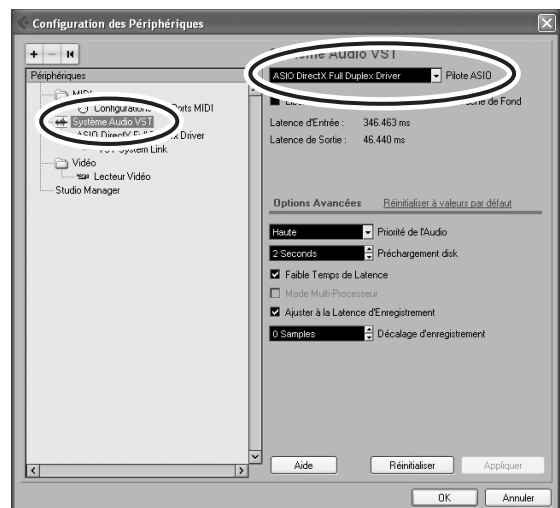 Configuration des Périphériques
+ - I◄
Périphériques
MIDI
Ports MIDI
Système Audio VST
ASIO DirectX Full Driver
System Link
Vidéo
Lecteur Vidéo
Studio Manager
Système Audio VST
ASIO DirectX Full Duplex Driver Pilote ASIO
de Fond
Latence d'Entrée : 346.463 ms
Latence de Sortie : 46.440 ms
Options Avancées Réinitialiser à valeurs par défaut
Haute Priorité de l'Audio
2 Seconds Préchargement disk
Faible Temps de Latence
Mode Multi-Processeur
Ajuster à la Latence d'Enregistrement
0 Samples Décalage d'enregistrement
Aide Réinitialiser Appliquer
OK Annuler